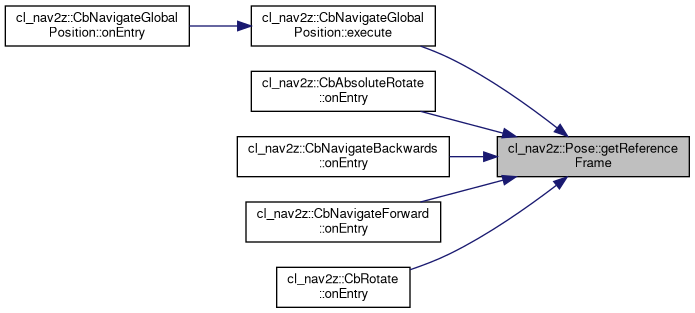 cl_nav2z::CbNavigateGlobal
Position::onEntry
cl_nav2z::CbNavigateGlobal
Position::execute
cl_nav2z::CbAbsoluteRotate
::onEntry
cl_nav2z::CbNavigateBackwards
::onEntry
cl_nav2z::CbNavigateForward
::onEntry
cl_nav2z::CbRotate
::onEntry
cl_nav2z::Pose::getReference
Frame